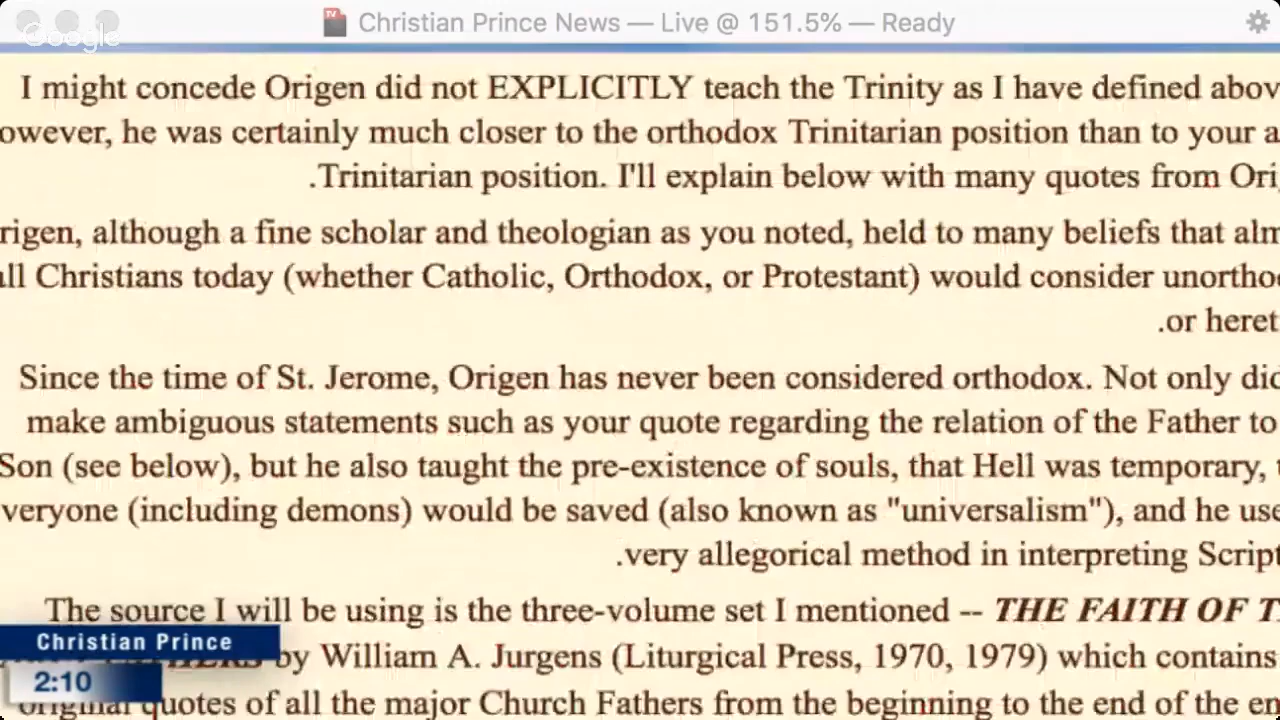 Christian Prince News — Live @ 151.5% — Ready
Google
I might concede Origen did not EXPLICITLY teach the Trinity as I have defined abov
owever, he was certainly much closer to the orthodox Trinitarian position than to your a
.Trinitarian position. I'll explain below with many quotes from Ori
rigen, although a fine scholar and theologian as you noted, held to many beliefs that alm
all Christians today (whether Catholic, Orthodox, or Protestant) would consider unortho
.or heret
Since the time of St. Jerome, Origen has never been considered orthodox. Not only did
make ambiguous statements such as your quote regarding the relation of the Father to
Son (see below), but he also taught the pre-existence of souls, that Hell was temporary, t
veryone (including demons) would be saved (also known as "universalism"), and he use
.very allegorical method in interpreting Script
The source I will be using is the three-volume set I mentioned -- THE FAITH OF T
by William A. Jurgens (Liturgical Press, 1970, 1979) which contains
original quotes of all the major Church Fathers from the beginning to the end of the en
Christian Prince
2:10